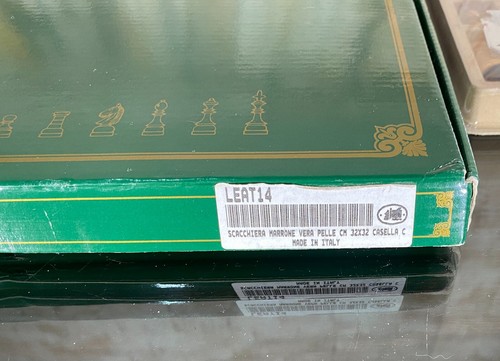 LEAT14
SCACCHIERA MARRONE VERA PELLE CM 32X32 CASELLA C
MADE IN ITALY